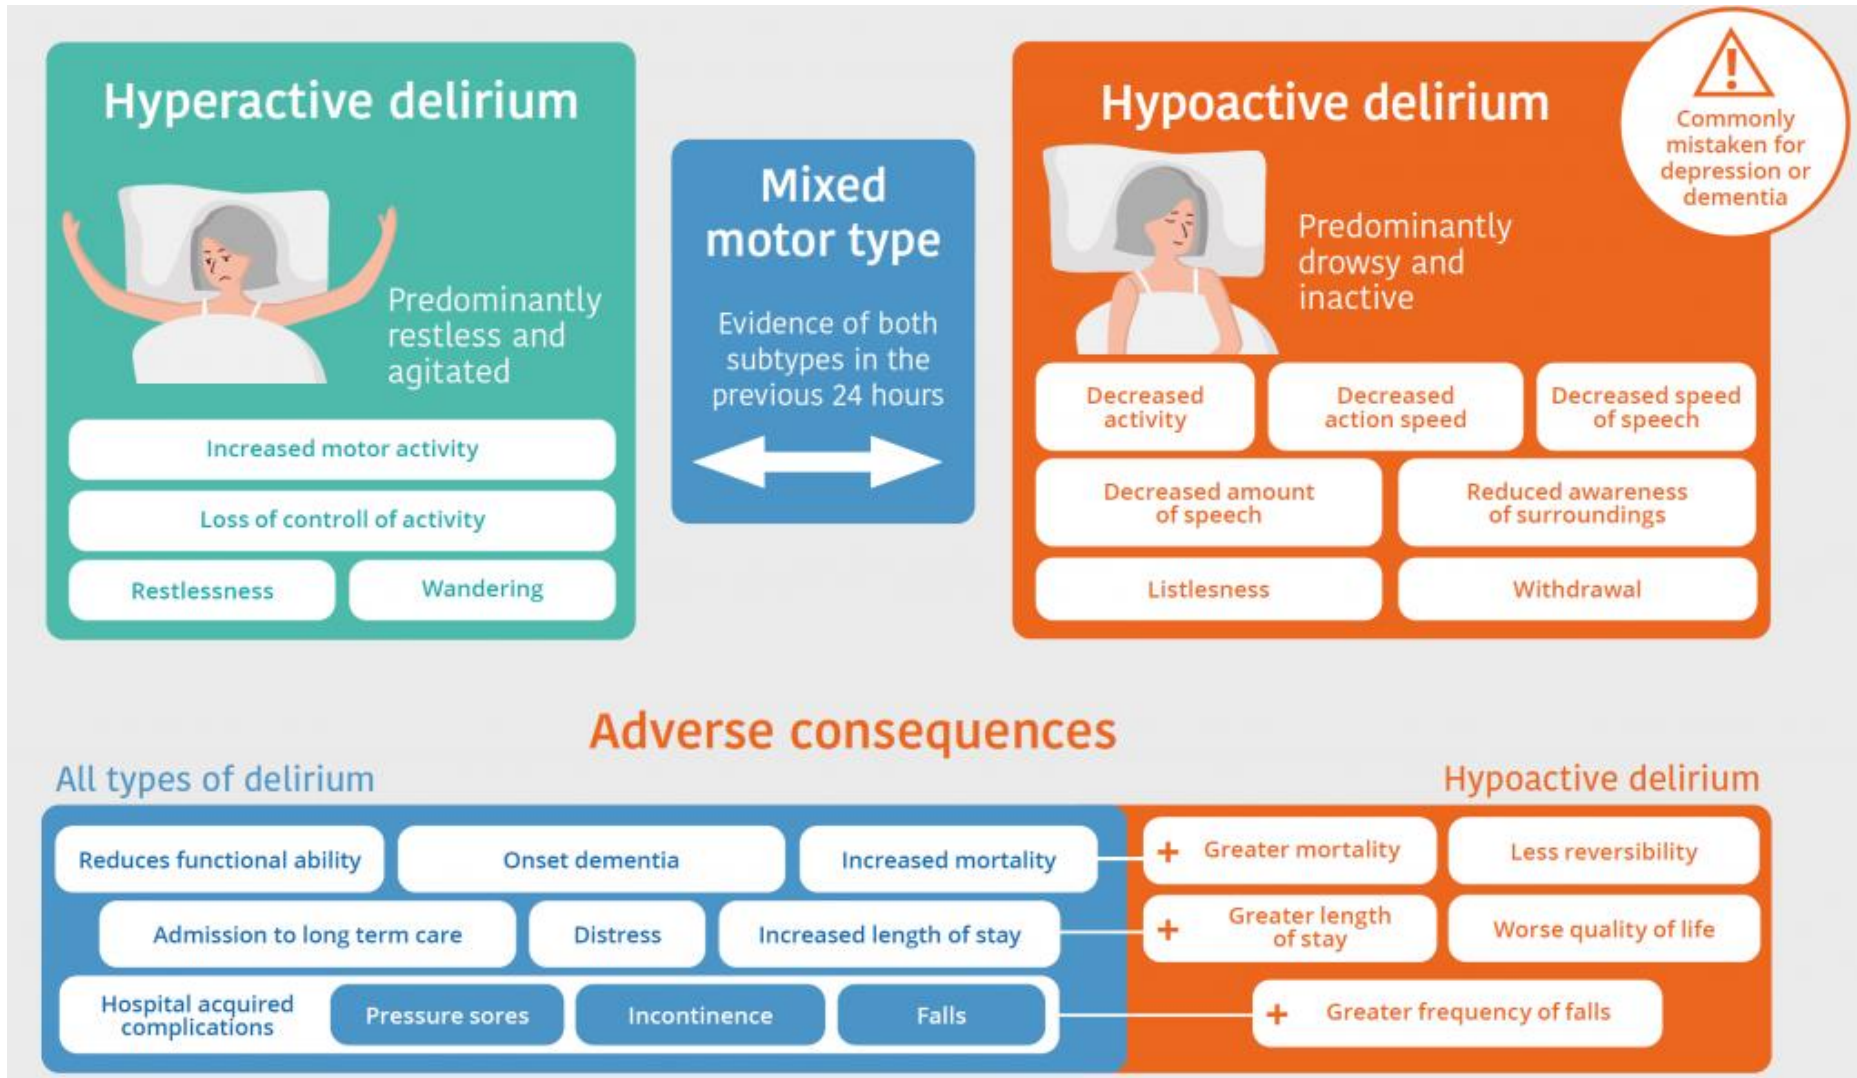 Hyperactive delirium
Predominantly
restless and
agitated
Increased motor activity
Loss of controll of activity
Restlessness
Wandering
Mixed
motor type
Evidence of both
subtypes in the
previous 24 hours
Hypoactive delirium
Commonly
mistaken for
depression or
dementia
Predominantly
drowsy and
inactive
Decreased
activity
Decreased
action speed
Decreased speed
of speech
Decreased amount
of speech
Reduced awareness
of surroundings
Listlesness
Withdrawal
Adverse consequences
All types of delirium
Reduces functional ability
Onset dementia
Increased mortality
Admission to long term care
Distress
Increased length of stay
Hospital acquired
complications
Pressure sores
Incontinence
Falls
Hypoactive delirium
+ Greater mortality
Less reversibility
+ Greater length
of stay
Worse quality of life
+ Greater frequency of falls